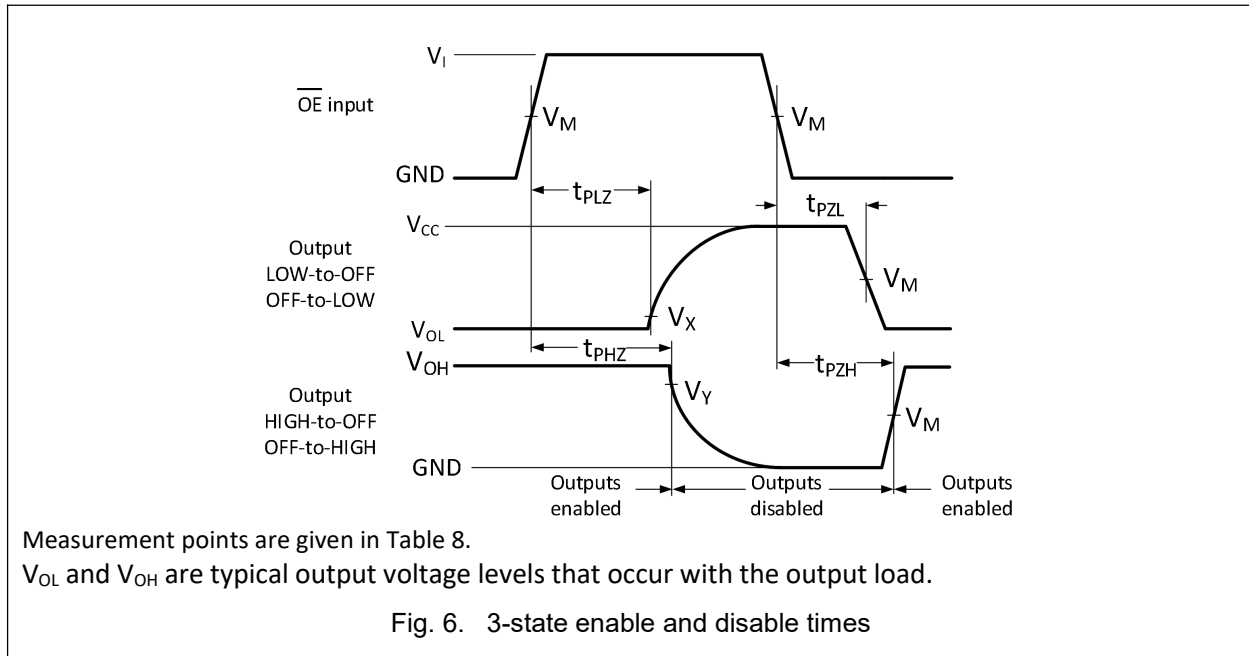 V_I
OE input
V_M
V_M
GND
t_PLZ
t_PZL
V_CC
Output
LOW-to-OFF
OFF-to-LOW
V_M
V_X
V_OL
t_PHZ
V_OH
t_PZH
V_Y
Output
HIGH-to-OFF
OFF-to-HIGH
V_M
GND
Outputs
enabled
Outputs
disabled
Outputs
enabled
Measurement points are given in Table 8.
V_OL and V_OH are typical output voltage levels that occur with the output load.
Fig. 6. 3-state enable and disable times